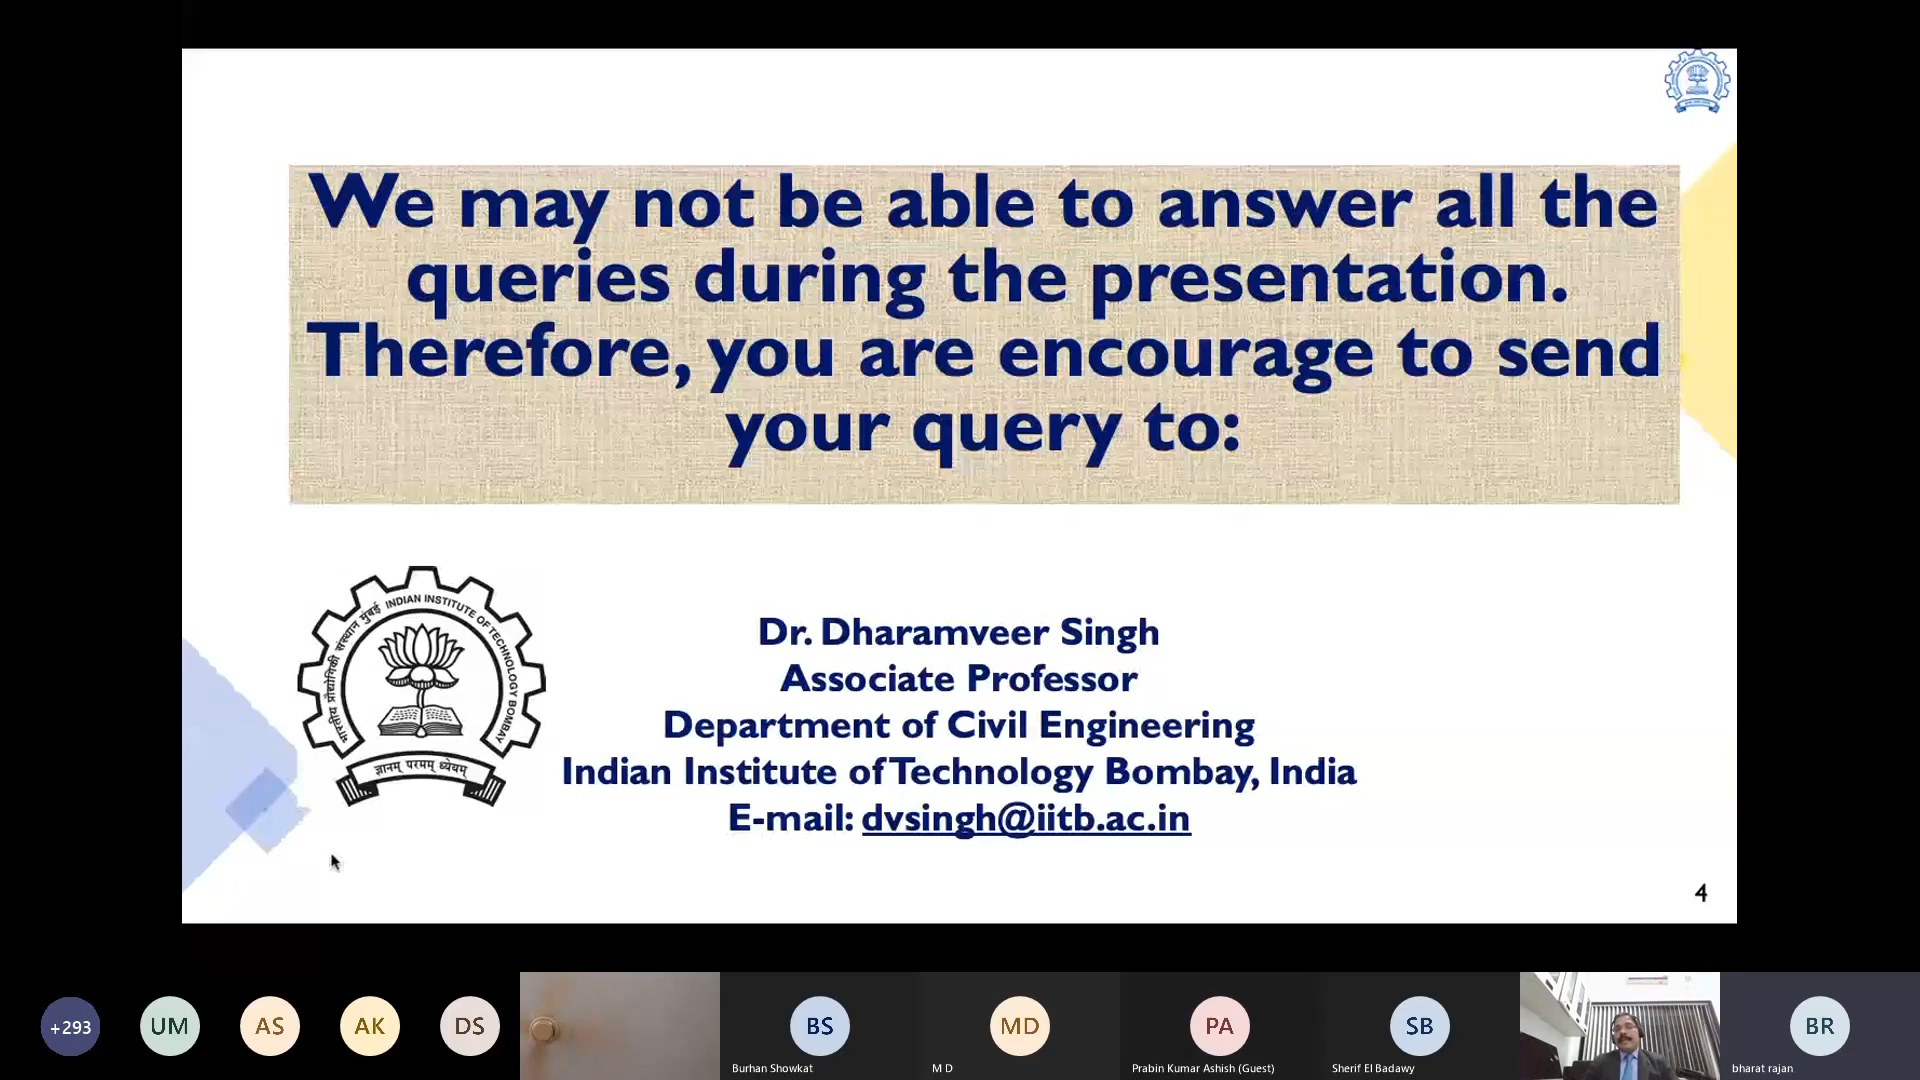 We may not be able to answer all the
queries during the presentation.
Therefore, you are encourage to send
your query to:
भारतीय प्रौद्योगिकी संस्थान मुंबई INDIAN INSTITUTE OF TECHNOLOGY BOMBAY
ज्ञानम् परमम् ध्येयम्
Dr. Dharamveer Singh
Associate Professor
Department of Civil Engineering
Indian Institute of Technology Bombay, India
E-mail: dvsingh@iitb.ac.in
4
+293
UM
AS
AK
DS
BS
MD
PA
SB
BR
Burhan Showkat
M D
Prabin Kumar Ashish (Guest)
Sherif El Badawy
bharat rajan